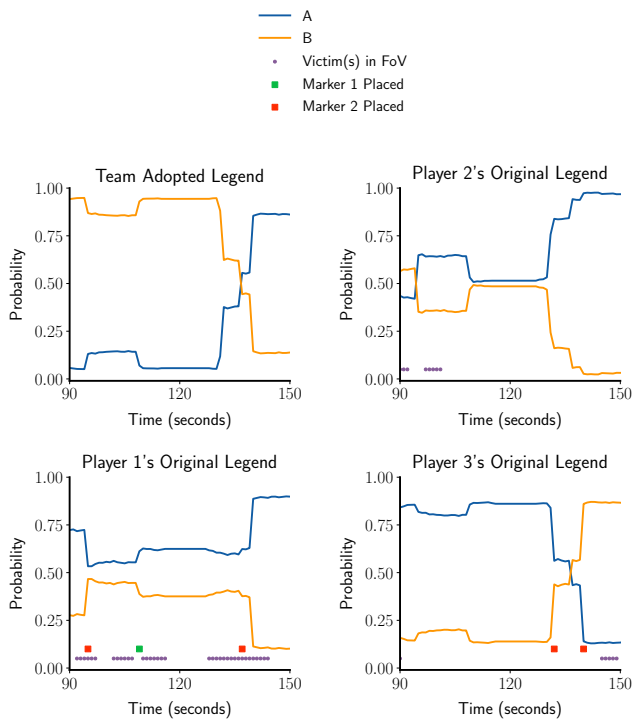 A
B
Victim(s) in FoV
Marker 1 Placed
Marker 2 Placed
Team Adopted Legend
1.00
0.75
0.50
0.25
0.00
Probability
90
120
150
Time (seconds)
Player 2's Original Legend
1.00
0.75
0.50
0.25
0.00
Probability
90
120
150
Time (seconds)
Player 1's Original Legend
1.00
0.75
0.50
0.25
0.00
Probability
90
120
150
Time (seconds)
Player 3's Original Legend
1.00
0.75
0.50
0.25
0.00
Probability
90
120
150
Time (seconds)